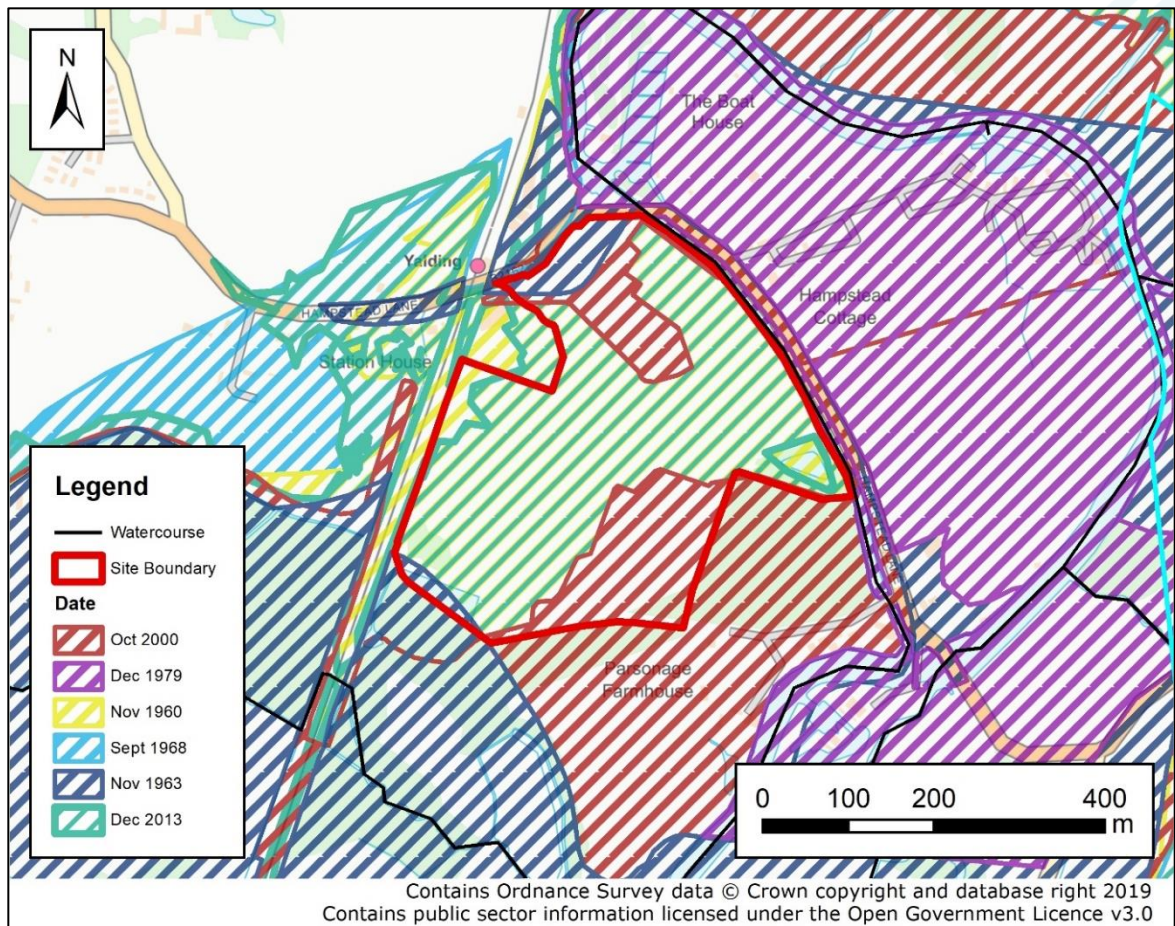 N
The Boat
House
Yalding
HAMPSTEAD LANE
Hampstead
Cottage
Station House
Parsonage
Farmhouse
Legend
Watercourse
Site Boundary
Date
Oct 2000
Dec 1979
Nov 1960
Sept 1968
Nov 1963
Dec 2013
0 100 200 400
m
Contains Ordnance Survey data © Crown copyright and database right 2019
Contains public sector information licensed under the Open Government Licence v3.0